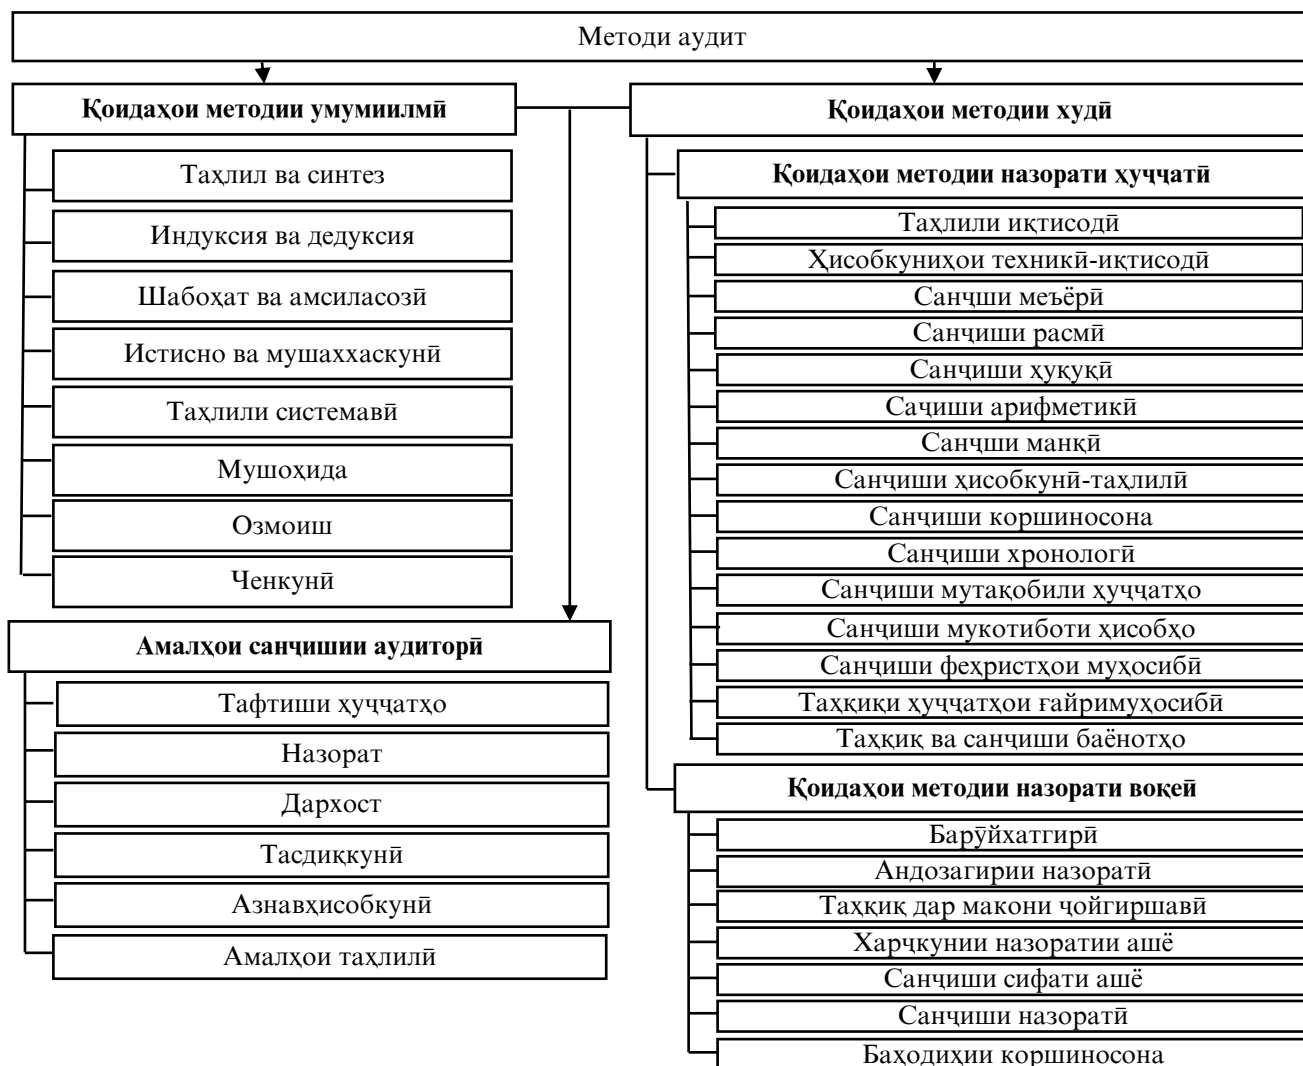 Методи аудит
Қоидаҳои методии умумиилмӣ
Таҳлил ва синтез
Индуксия ва дедуксия
Шабоҳат ва амсиласозӣ
Истисно ва мушаххаскунӣ
Таҳлили системавӣ
Мушоҳида
Озмоиш
Ченкунӣ
Амалҳои санҷишии аудиторӣ
Тафтиши ҳуҷҷатҳо
Назорат
Дархост
Тасдиққунӣ
Азнавҳисобкунӣ
Амалҳои таҳлилӣ
Қоидаҳои методии худӣ
Қоидаҳои методии назорати ҳуҷҷатӣ
Таҳлили иқтисодӣ
Ҳисобкуниҳои техникӣ-иқтисодӣ
Санҷши меъёрӣ
Санҷиши расмӣ
Санҷиши ҳуқуқӣ
Саҷиши арифметикӣ
Санҷши манқӣ
Санҷиши ҳисобкунӣ-таҳлилӣ
Санҷиши коршиносона
Санҷиши хронологӣ
Санҷиши мутақобили ҳуҷҷатҳо
Санҷиши мукотиботи ҳисобҳо
Санҷиши феҳристҳои муҳосибӣ
Таҳқиқи ҳуҷҷатҳои ғайримуҳосибӣ
Таҳқиқ ва санҷиши баёнотҳо
Қоидаҳои методии назорати воқеӣ
Барӯйхатгирӣ
Андозагирии назоратӣ
Таҳқиқ дар макони ҷойгиршавӣ
Харҷкунии назоратии ашё
Санҷиши сифати ашё
Санҷиши назоратӣ
Баҳодиҳии коршиносона